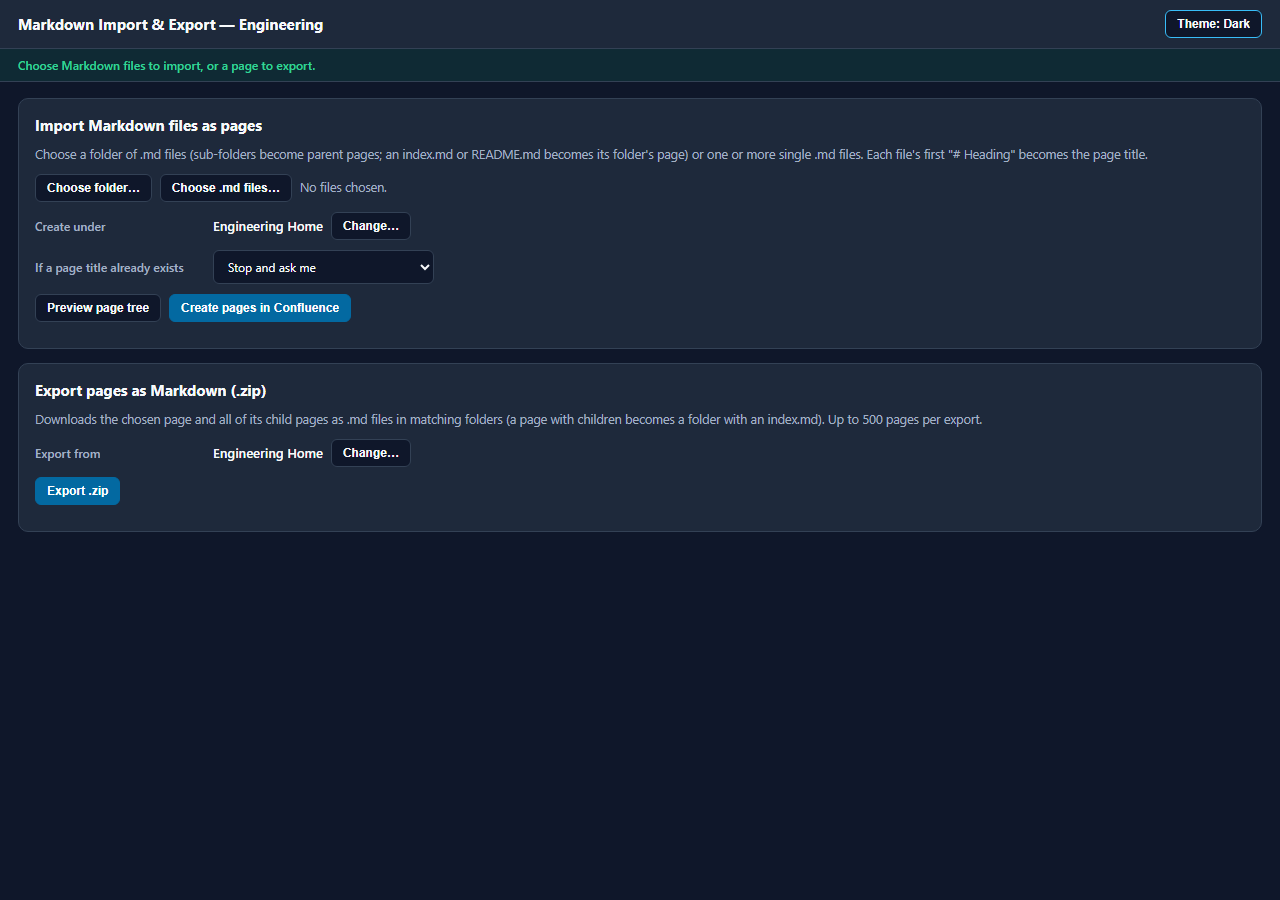 Markdown Import & Export — Engineering
Theme: Dark
Choose Markdown files to import, or a page to export.
Import Markdown files as pages
Choose a folder of .md files (sub-folders become parent pages; an index.md or README.md becomes its folder's page) or one or more single .md files. Each file's first "# Heading" becomes the page title.
Choose folder... Choose .md files... No files chosen.
Create under Engineering Home Change...
If a page title already exists Stop and ask me
Preview page tree Create pages in Confluence
Export pages as Markdown (.zip)
Downloads the chosen page and all of its child pages as .md files in matching folders (a page with children becomes a folder with an index.md). Up to 500 pages per export.
Export from Engineering Home Change...
Export .zip